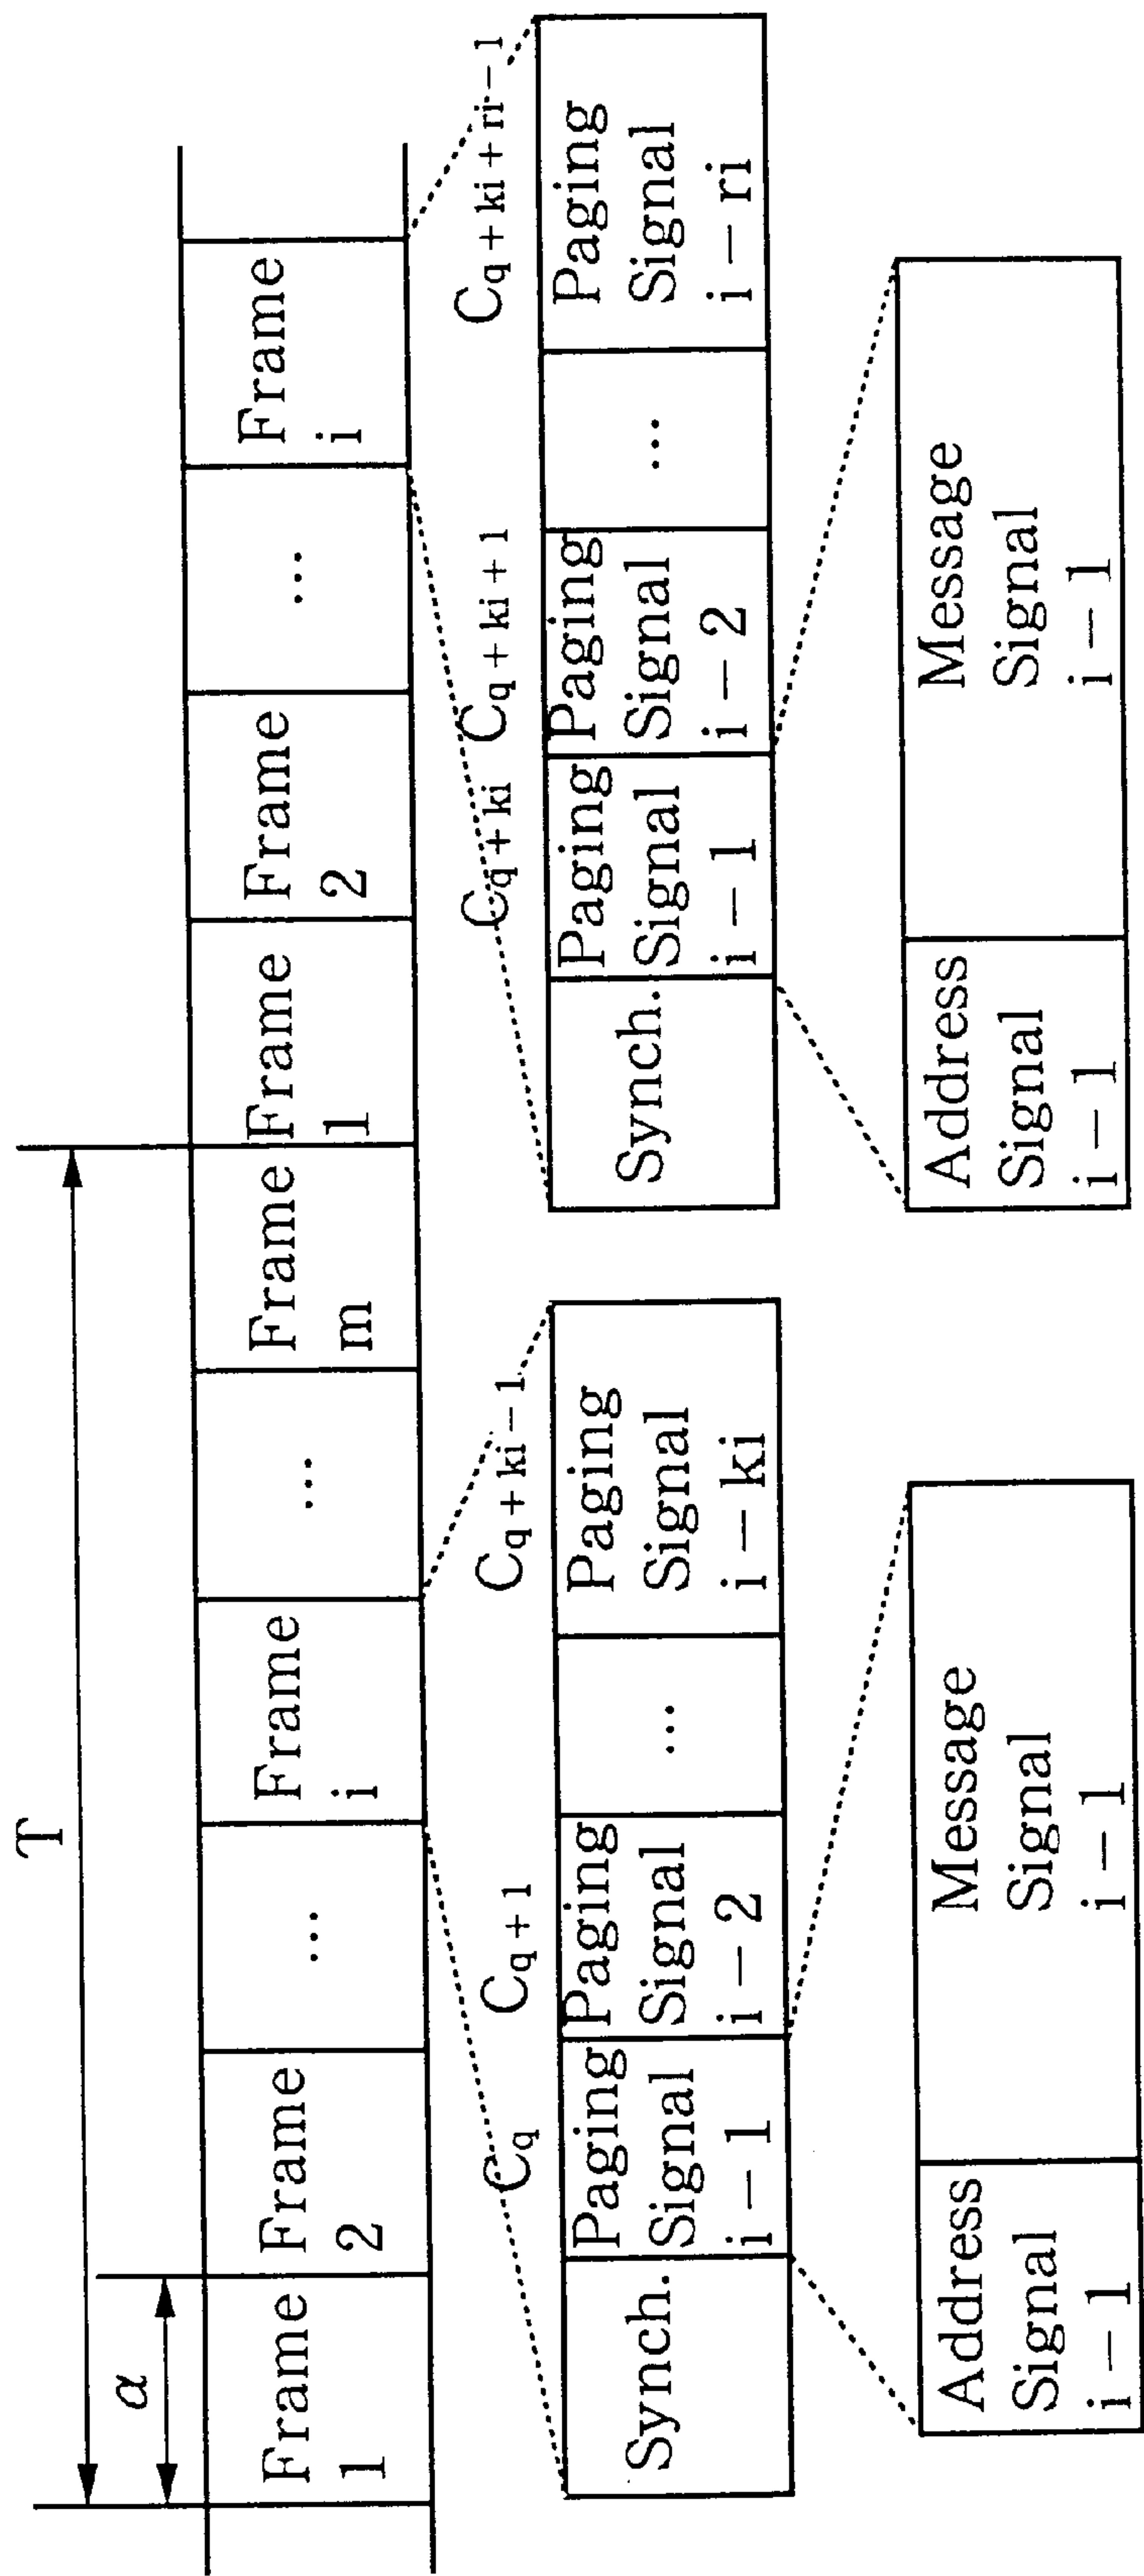 T
α
Frame 1
Frame 2
...
Frame i
...
Frame m
Frame 1
Frame 2
...
Frame i
Cq
Cq+1
Cq+ki−1
Cq+ki
Cq+ki+1
Cq+ki+ri−1
Synch.
Paging Signal i−1
Paging Signal i−2
...
Paging Signal i−ki
Synch.
Paging Signal i−1
Paging Signal i−2
...
Paging Signal i−ri
Address Signal i−1
Message Signal i−1
Address Signal i−1
Message Signal i−1